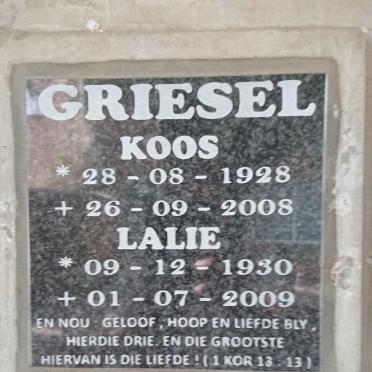 GRIESEL
KOOS
* 28 - 08 - 1928
+ 26 - 09 - 2008
LALIE
* 09 - 12 - 1930
+ 01 - 07 - 2009
EN NOU : GELOOF , HOOP EN LIEFDE BLY ,
HIERDIE DRIE. EN DIE GROOTSTE
HIERVAN IS DIE LIEFDE ! ( 1 KOR 13 : 13 )